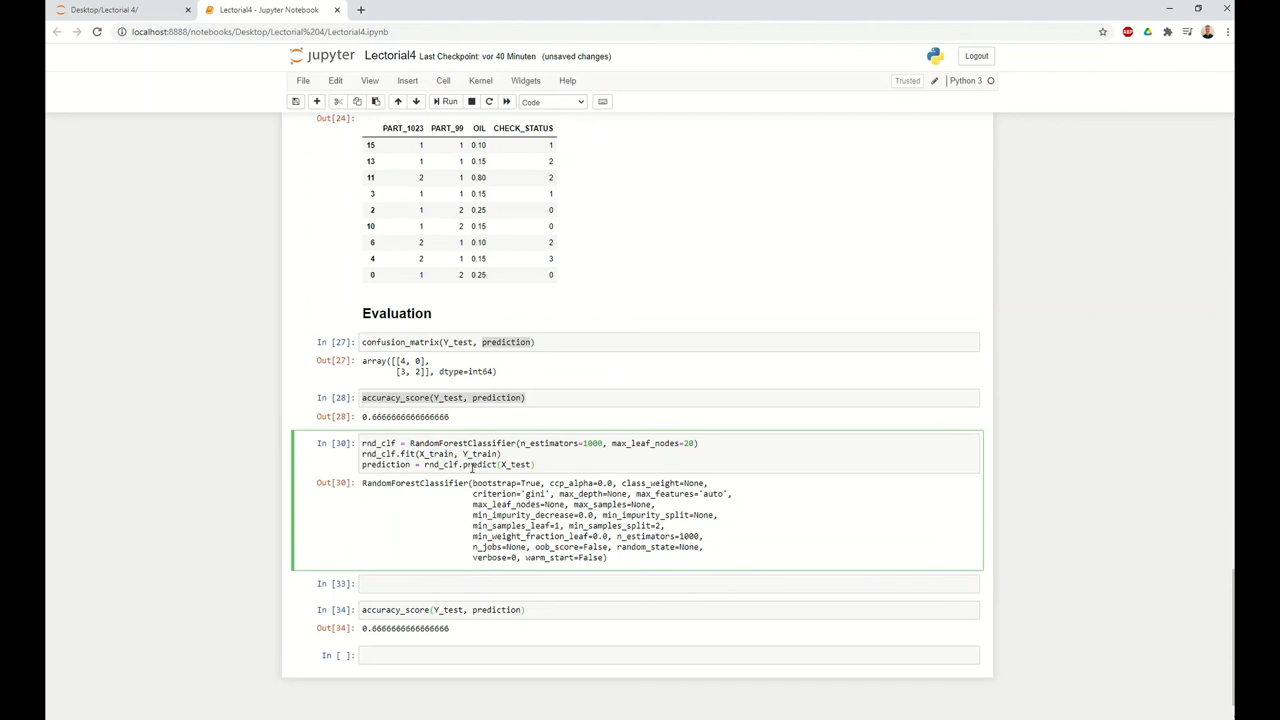 Desktop/Lectorial 4/
Lectorial4 - Jupyter Notebook
localhost:8888/notebooks/Desktop/Lectorial%204/Lectorial4.ipynb
jupyter Lectorial4 Last Checkpoint: vor 40 Minuten (unsaved changes)
Logout
File Edit View Insert Cell Kernel Widgets Help
Trusted Python 3
Run Code
Out[24]:
PART_1023 PART_99 OIL CHECK_STATUS
15 1 1 0.10 1
13 1 1 0.15 2
11 2 1 0.80 2
3 1 1 0.15 1
2 1 2 0.25 0
10 1 2 0.15 0
6 2 1 0.10 2
4 2 1 0.15 3
0 1 2 0.25 0
Evaluation
In [27]: confusion_matrix(Y_test, prediction)
Out[27]: array([[4, 0],
[3, 2]], dtype=int64)
In [28]: accuracy_score(Y_test, prediction)
Out[28]: 0.6666666666666666
In [30]: rnd_clf = RandomForestClassifier(n_estimators=1000, max_leaf_nodes=20)
rnd_clf.fit(X_train, Y_train)
prediction = rnd_clf.predict(X_test)
Out[30]: RandomForestClassifier(bootstrap=True, ccp_alpha=0.0, class_weight=None,
criterion='gini', max_depth=None, max_features='auto',
max_leaf_nodes=None, max_samples=None,
min_impurity_decrease=0.0, min_impurity_split=None,
min_samples_leaf=1, min_samples_split=2,
min_weight_fraction_leaf=0.0, n_estimators=1000,
n_jobs=None, oob_score=False, random_state=None,
verbose=0, warm_start=False)
In [33]:
In [34]: accuracy_score(Y_test, prediction)
Out[34]: 0.6666666666666666
In [ ]: